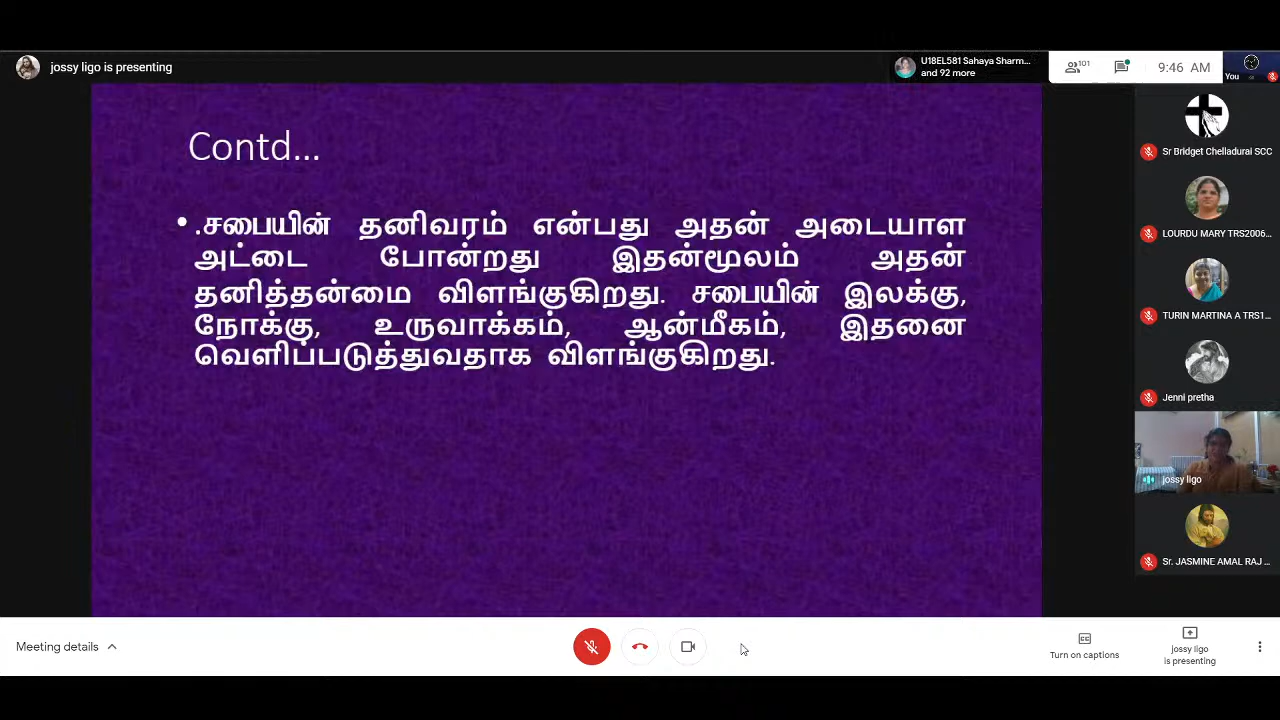 jossy ligo is presenting
U18EL581 Sahaya Sharm...
and 92 more
101
9:46 AM
You
Contd...
• .சபையின் தனிவரம் என்பது அதன் அடையாள
அட்டை போன்றது இதன்மூலம் அதன்
தனித்தன்மை விளங்குகிறது. சபையின் இலக்கு,
நோக்கு, உருவாக்கம், ஆன்மீகம், இதனை
வெளிப்படுத்துவதாக விளங்குகிறது.
Sr Bridget Chelladurai SCC
LOURDU MARY TRS2006...
TURIN MARTINA A TRS1...
Jenni pretha
jossy ligo
Sr. JASMINE AMAL RAJ ...
Meeting details
Turn on captions
jossy ligo
is presenting